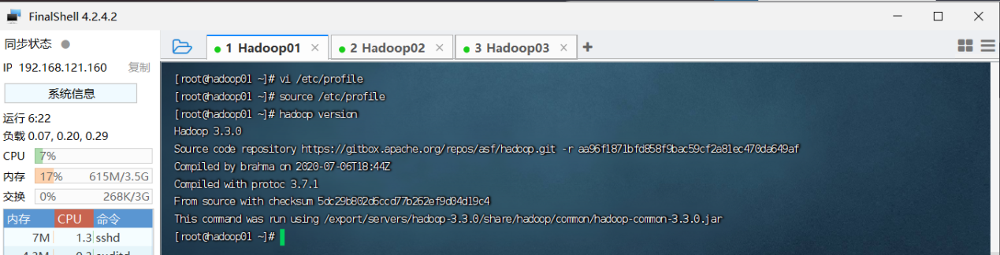 FinalShell 4.2.4.2
同步状态
IP 192.168.121.160 复制
系统信息
运行 6:22
负载 0.07, 0.20, 0.29
CPU 7%
内存 17% 615M/3.5G
交换 0% 268K/3G
内存 CPU 命令
7M 1.3 sshd
1 Hadoop01 × 2 Hadoop02 × 3 Hadoop03 × +
[root@hadoop01 ~]# vi /etc/profile
[root@hadoop01 ~]# source /etc/profile
[root@hadoop01 ~]# hadoop version
Hadoop 3.3.0
Source code repository https://gitbox.apache.org/repos/asf/hadoop.git -r aa96f1871bfd858f9bac59cf2a81ec470da649af
Compiled by brahma on 2020-07-06T18:44Z
Compiled with protoc 3.7.1
From source with checksum 5dc29b802d6ccd77b262ef9d04d19c4
This command was run using /export/servers/hadoop-3.3.0/share/hadoop/common/hadoop-common-3.3.0.jar
[root@hadoop01 ~]#